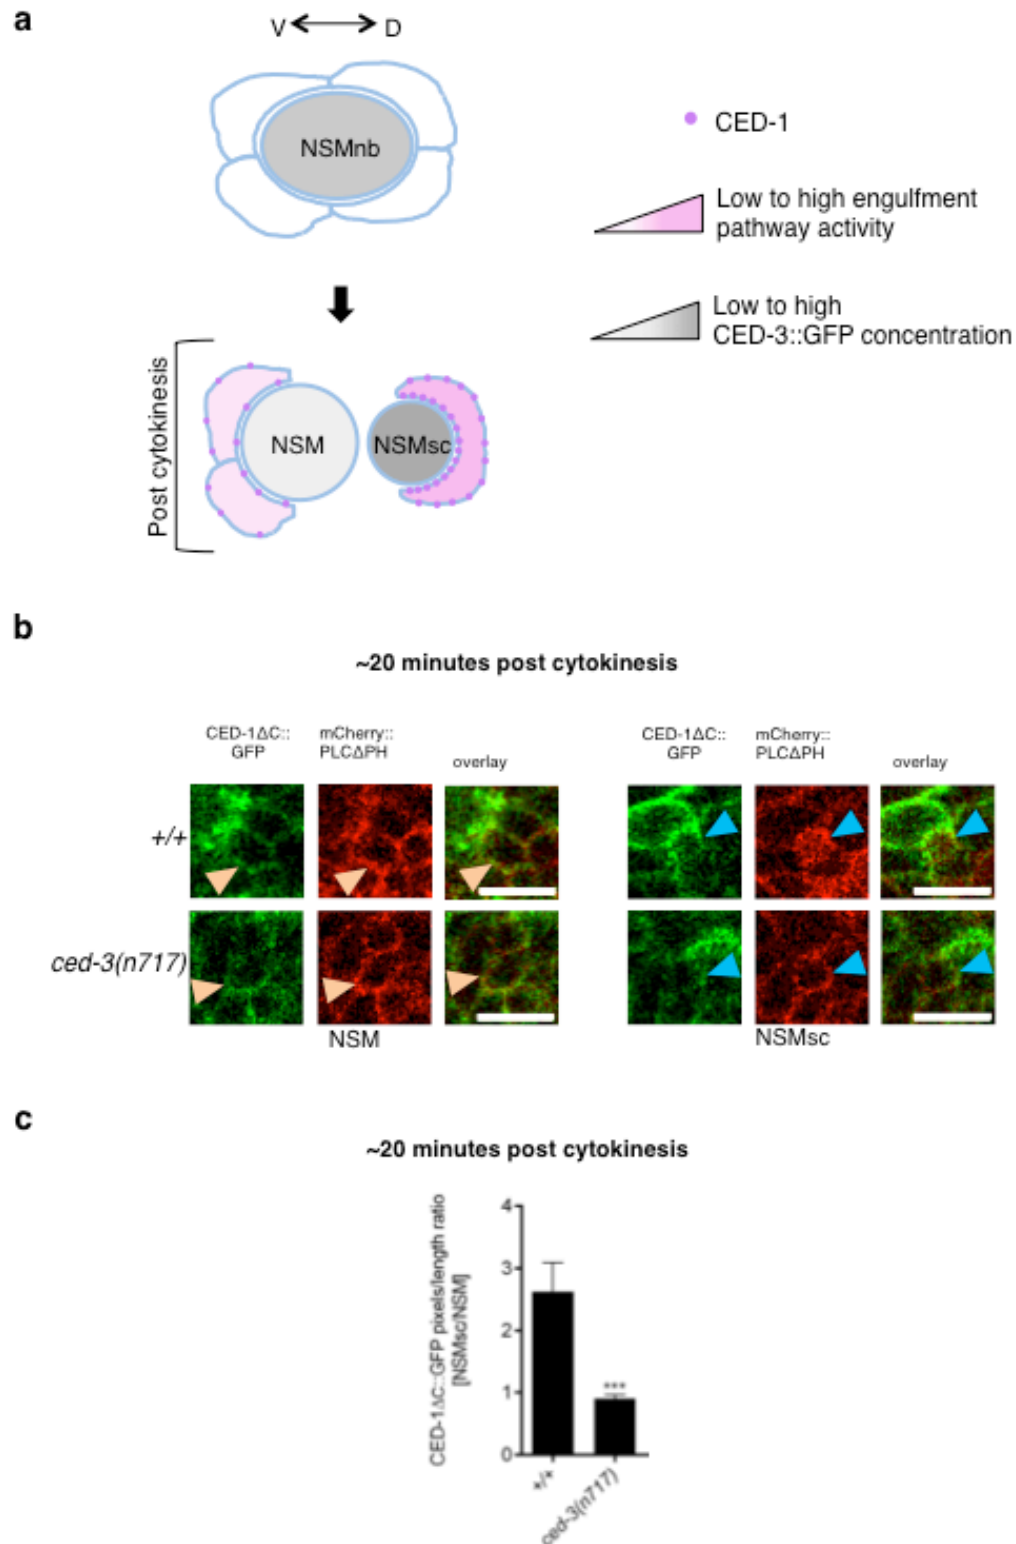 a
V D
NSMnb
CED-1
Low to high engulfment
pathway activity
Low to high
CED-3::GFP concentration
Post cytokinesis
NSM
NSMsc
b
~20 minutes post cytokinesis
CED-1ΔC::
GFP
mCherry::
PLCΔPH
overlay
CED-1ΔC::
GFP
mCherry::
PLCΔPH
overlay
+/+
ced-3(n717)
NSM
NSMsc
c
~20 minutes post cytokinesis
CED-1ΔC::GFP pixels/length ratio
[NSMsc/NSM]
4
3
2
1
0
***
+/+
ced-3(n717)